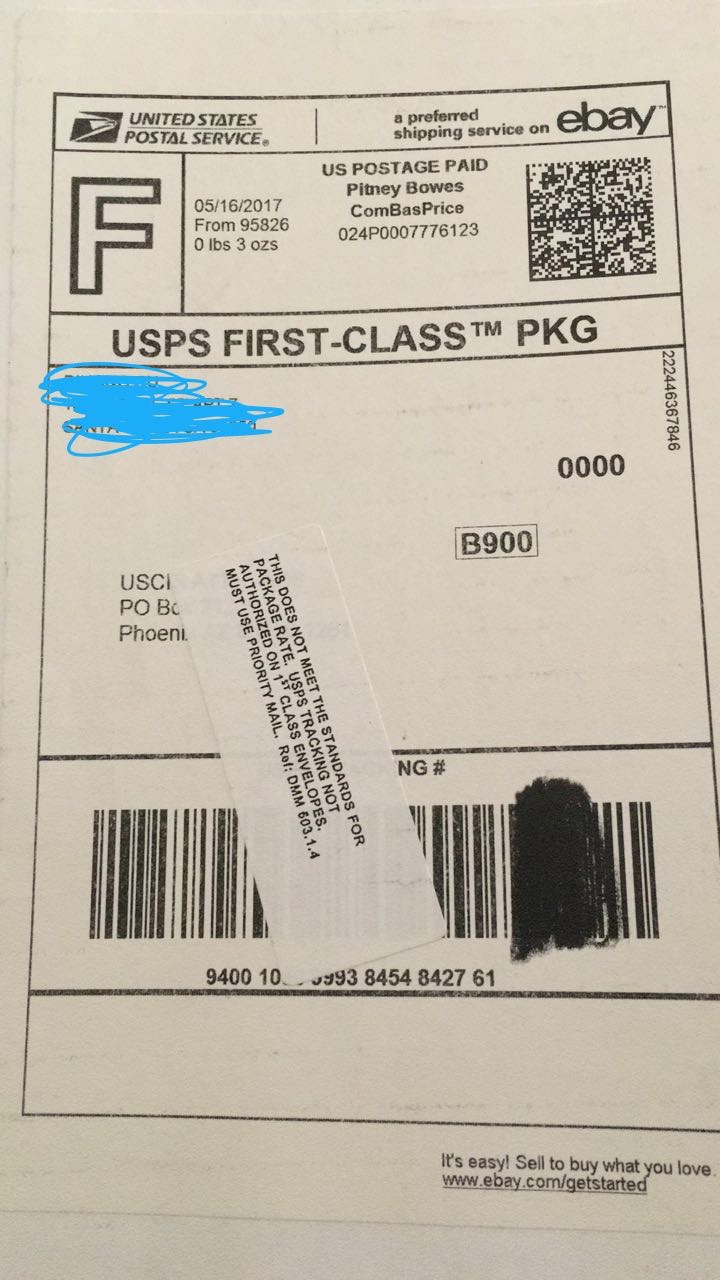 UNITED STATES
POSTAL SERVICE®
a preferred
shipping service on ebay™
F
05/16/2017
From 95826
0 lbs 3 ozs
US POSTAGE PAID
Pitney Bowes
ComBasPrice
024P0007776123
USPS FIRST-CLASS™ PKG
222446367846
0000
B900
USCI
PO Bo
Phoeni
THIS DOES NOT MEET THE STANDARDS FOR
PACKAGE RATE. USPS TRACKING NOT
AUTHORIZED ON 1ST CLASS ENVELOPES.
MUST USE PRIORITY MAIL. Ref: DMM 603.1.4
NG #
9400 10 9993 8454 8427 61
It's easy! Sell to buy what you love.
www.ebay.com/getstarted